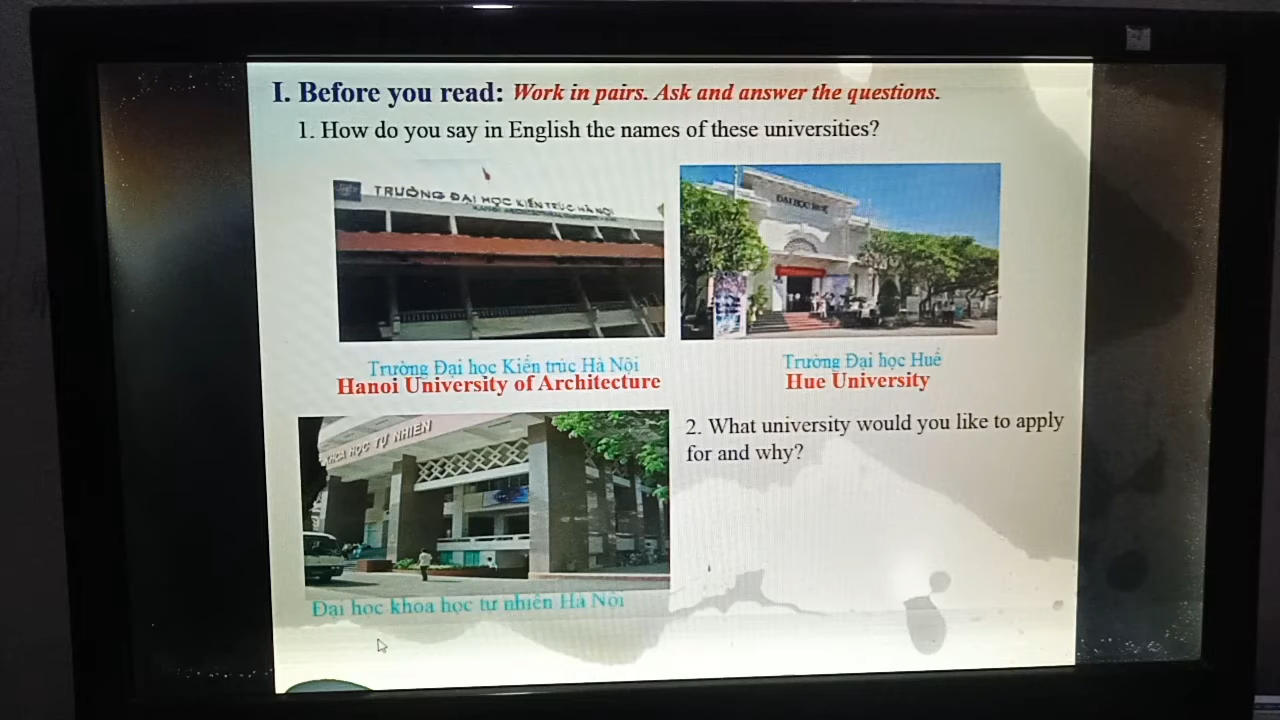 I. Before you read: Work in pairs. Ask and answer the questions.
1. How do you say in English the names of these universities?
TRƯỜNG ĐẠI HỌC KIẾN TRÚC HÀ NỘI
ĐẠI HỌC HUẾ
Trường Đại học Kiến trúc Hà Nội
Hanoi University of Architecture
Trường Đại học Huế
Hue University
KHOA HỌC TỰ NHIÊN
2. What university would you like to apply
for and why?
Đại học khoa học tự nhiên Hà Nội